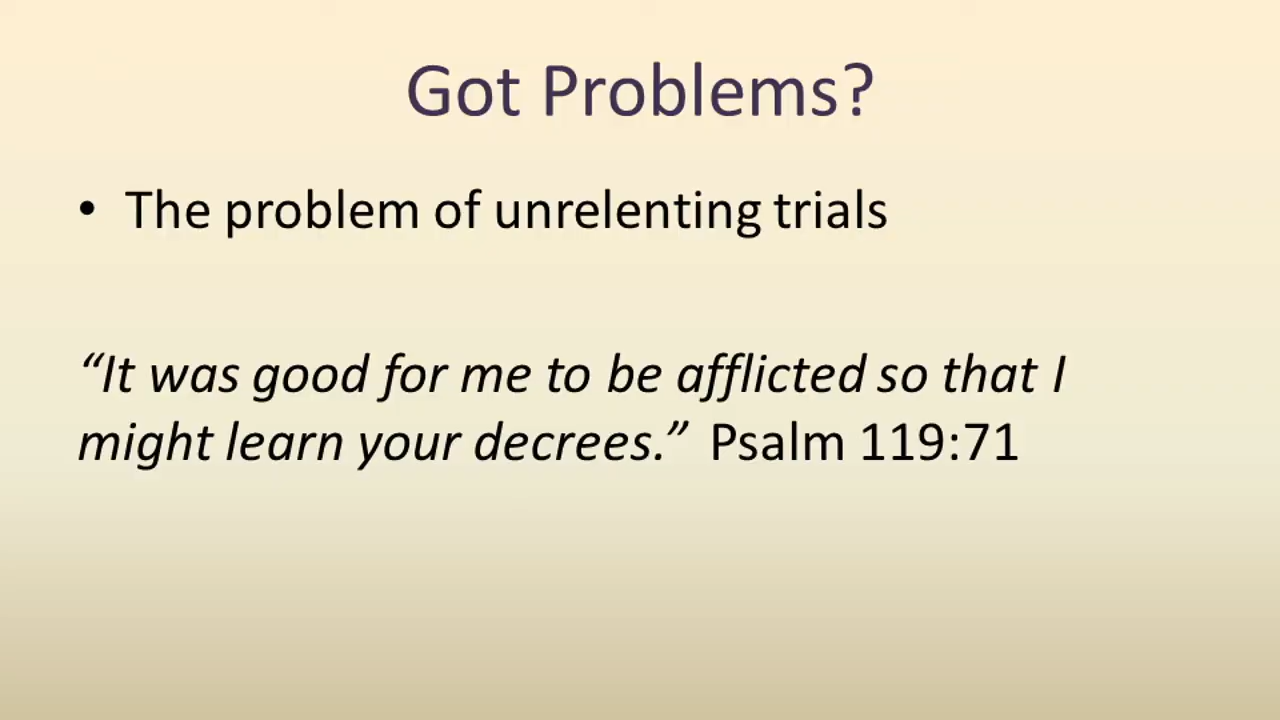 Got Problems?
• The problem of unrelenting trials
“It was good for me to be afflicted so that I
might learn your decrees.” Psalm 119:71